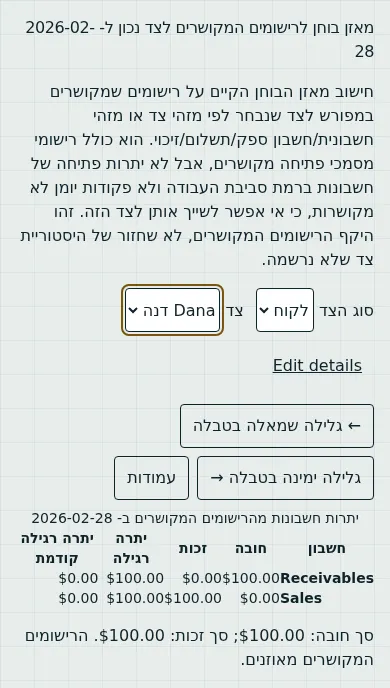 מאזן בוחן לרישומים המקושרים לצד נכון ל- 2026-02-
28
חישוב מאזן הבוחן הקיים על רישומים שמקושרים
במפורש לצד שנבחר לפי מזהי צד או מזהי
חשבונית/חשבון ספק/תשלום/זיכוי. הוא כולל רישומי
מסמכי פתיחה מקושרים, אבל לא יתרות פתיחה של
חשבונות ברמת סביבת העבודה ולא פקודות יומן לא
מקושרות, כי אי אפשר לשייך אותן לצד הזה. זהו
היקף הרישומים המקושרים, לא שחזור של היסטוריית
צד שלא נרשמה.
סוג הצד לקוח צד Dana דנה
Edit details
← גלילה שמאלה בטבלה
גלילה ימינה בטבלה → עמודות
יתרות חשבונות מהרישומים המקושרים ב- 2026-02-28
חשבון חובה זכות יתרה רגילה יתרה רגילה קודמת
Receivables $100.00 $0.00 $100.00 $0.00
Sales $0.00 $100.00 $100.00 $0.00
סך חובה: $100.00; סך זכות: $100.00. הרישומים
המקושרים מאוזנים.